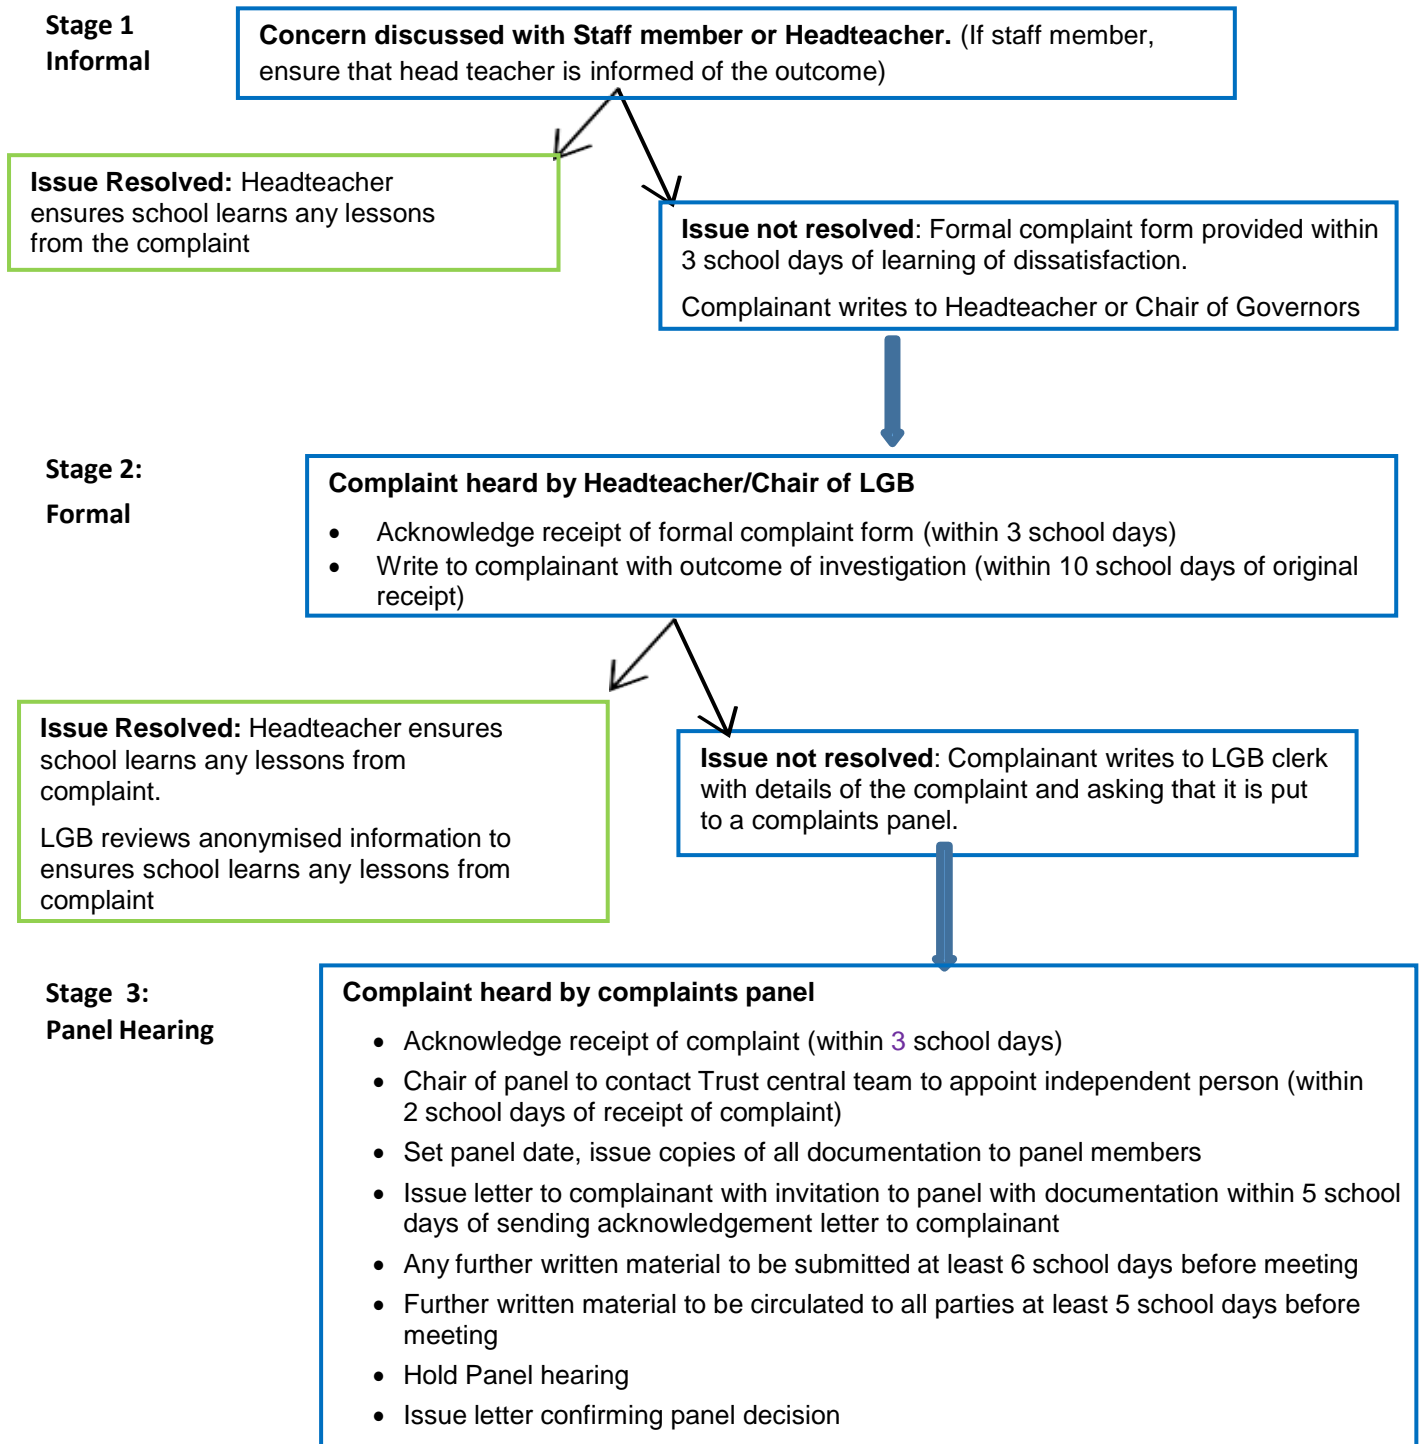 Stage 1
Informal
Concern discussed with Staff member or Headteacher. (If staff member,
ensure that head teacher is informed of the outcome)
Issue Resolved: Headteacher
ensures school learns any lessons
from the complaint
Issue not resolved: Formal complaint form provided within
3 school days of learning of dissatisfaction.
Complainant writes to Headteacher or Chair of Governors
Stage 2:
Formal
Complaint heard by Headteacher/Chair of LGB
• Acknowledge receipt of formal complaint form (within 3 school days)
• Write to complainant with outcome of investigation (within 10 school days of original
receipt)
Issue Resolved: Headteacher ensures
school learns any lessons from
complaint.
LGB reviews anonymised information to
ensures school learns any lessons from
complaint
Issue not resolved: Complainant writes to LGB clerk
with details of the complaint and asking that it is put
to a complaints panel.
Stage 3:
Panel Hearing
Complaint heard by complaints panel
• Acknowledge receipt of complaint (within 3 school days)
• Chair of panel to contact Trust central team to appoint independent person (within
2 school days of receipt of complaint)
• Set panel date, issue copies of all documentation to panel members
• Issue letter to complainant with invitation to panel with documentation within 5 school
days of sending acknowledgement letter to complainant
• Any further written material to be submitted at least 6 school days before meeting
• Further written material to be circulated to all parties at least 5 school days before
meeting
• Hold Panel hearing
• Issue letter confirming panel decision